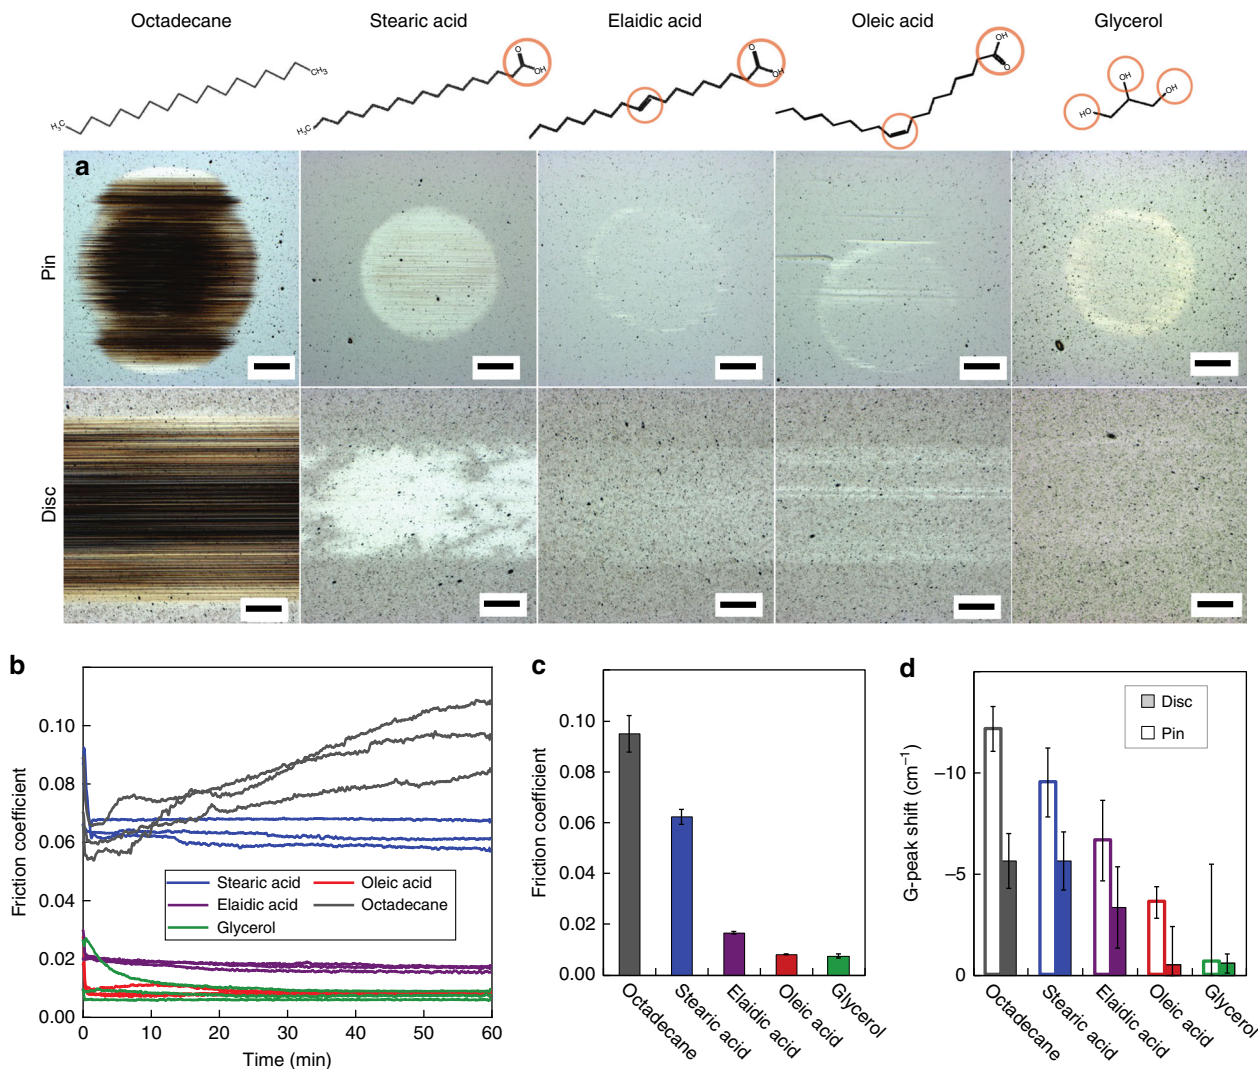 Octadecane Stearic acid Elaidic acid Oleic acid Glycerol
H₃C CH₃
H₃C O OH
O OH
OH O
HO OH OH
a
Pin
Disc
b
Friction coefficient
0.10
0.08
0.06
0.04
0.02
0.00
Stearic acid Oleic acid
Elaidic acid Octadecane
Glycerol
0 10 20 30 40 50 60
Time (min)
c
Friction coefficient
0.10
0.08
0.06
0.04
0.02
0.00
Octadecane Stearic acid Elaidic acid Oleic acid Glycerol
d
G-peak shift (cm⁻¹)
−10
−5
0
Disc
Pin
Octadecane Stearic acid Elaidic acid Oleic acid Glycerol